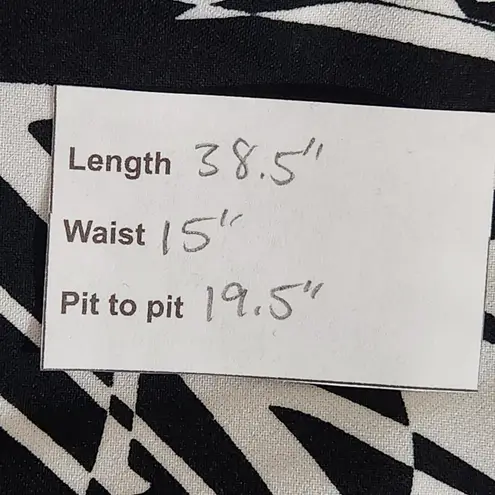 Length 38.5"
Waist 15"
Pit to pit 19.5"